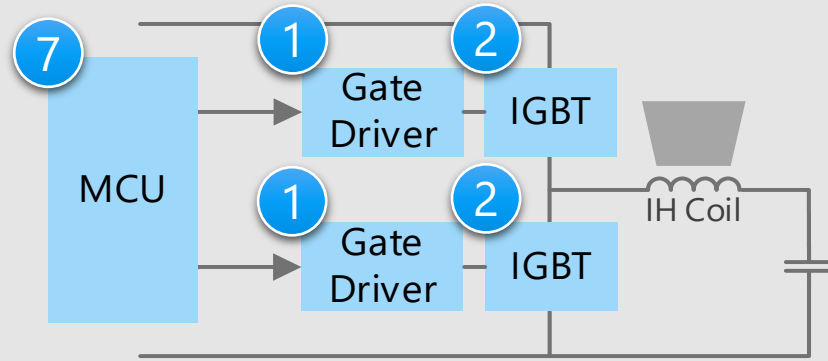 7
1
2
Gate
Driver
IGBT
MCU
IH Coil
1
2
Gate
Driver
IGBT